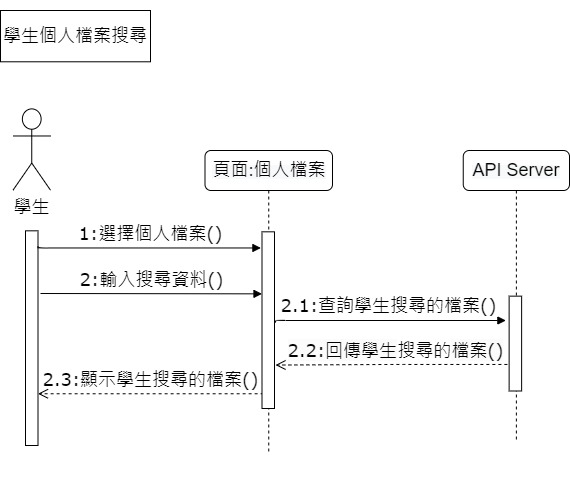 學生個人檔案搜尋
頁面:個人檔案
API Server
學生
1:選擇個人檔案()
2:輸入搜尋資料()
2.1:查詢學生搜尋的檔案()
2.2:回傳學生搜尋的檔案()
2.3:顯示學生搜尋的檔案()